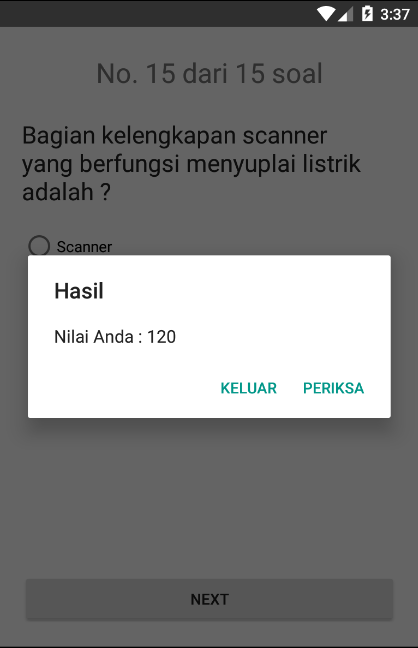 3:37
No. 15 dari 15 soal
Bagian kelengkapan scanner
yang berfungsi menyuplai listrik
adalah ?
Scanner
Hasil
Nilai Anda : 120
KELUAR PERIKSA
NEXT